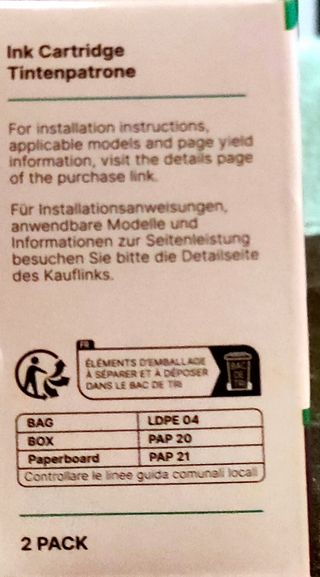 Ink Cartridge
Tintenpatrone
For installation instructions,
applicable models and page yield
information, visit the details page
of the purchase link.
Für Installationsanweisungen,
anwendbare Modelle und
Informationen zur Seitenleistung
besuchen Sie bitte die Detailseite
des Kauflinks.
FR
ÉLÉMENTS D'EMBALLAGE
À SÉPARER ET À DÉPOSER
DANS LE BAC DE TRI
BAC
DE
TRI
BAG LDPE 04
BOX PAP 20
Paperboard PAP 21
Controllare le linee guida comunali locali
2 PACK